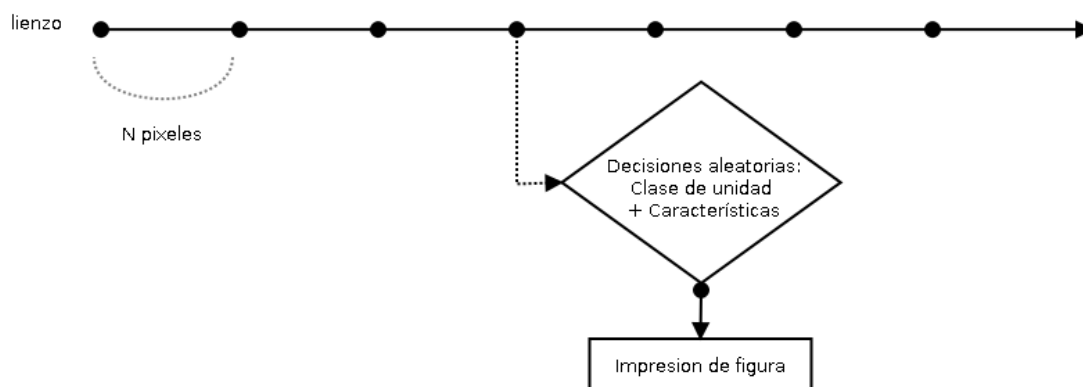 lienzo
N pixeles
Decisiones aleatorias:
Clase de unidad
+ Características
Impresion de figura